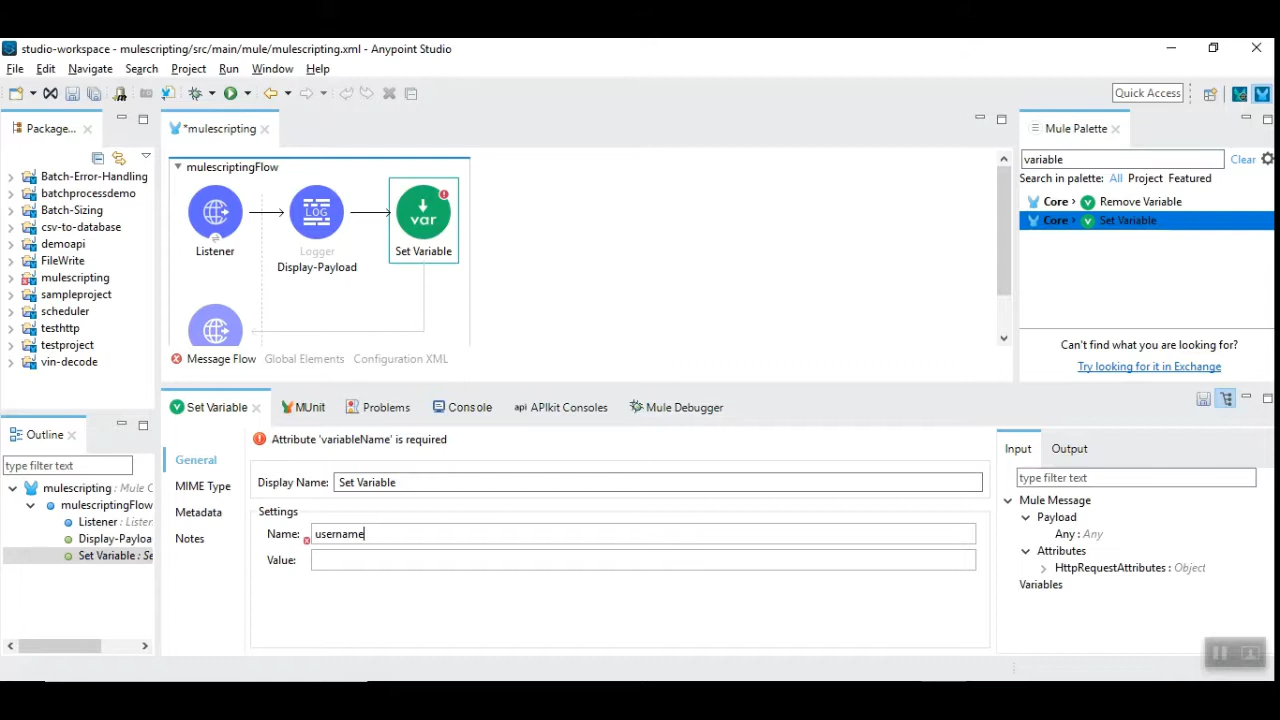 studio-workspace - mulescripting/src/main/mule/mulescripting.xml - Anypoint Studio
File Edit Navigate Search Project Run Window Help
Quick Access
Package...
*mulescripting
Mule Palette
Batch-Error-Handling
batchprocessdemo
Batch-Sizing
csv-to-database
demoapi
FileWrite
mulescripting
sampleproject
scheduler
testhttp
testproject
vin-decode
mulescriptingFlow
LOG
var
Listener
Logger
Set Variable
Display-Payload
Message Flow Global Elements Configuration XML
variable
Clear
Search in palette: All Project Featured
Core > Remove Variable
Core > Set Variable
Can't find what you are looking for?
Try looking for it in Exchange
Outline
type filter text
mulescripting : Mule C
mulescriptingFlow
Listener : Listen
Display-Payloa
Set Variable : Se
Set Variable MUnit Problems Console api APIkit Consoles Mule Debugger
General
MIME Type
Metadata
Notes
Attribute 'variableName' is required
Display Name: Set Variable
Settings
Name: username
Value:
Input Output
type filter text
Mule Message
Payload
Any : Any
Attributes
HttpRequestAttributes : Object
Variables